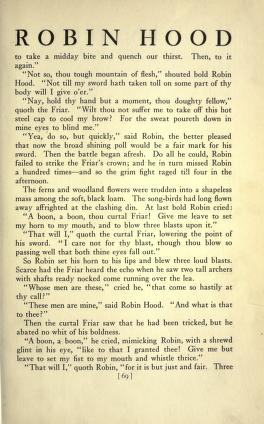 ROBIN HOOD
to take a midday bite and quench our thirst. Then, to it
again."
"Not so, thou tough mountain of flesh," shouted bold Robin
Hood. "Not till my sword hath taken toll on some part of thy
body will I give o'er."
"Nay, hold thy hand but a moment, thou doughty fellow,"
quoth the Friar. "Wilt thou not suffer me to take off this hot
steel cap to cool my brow? For the sweat poureth down in
mine eyes to blind me."
"Yea, do so, but quickly," said Robin, the better pleased
that now the broad shining poll would be a fair mark for his
sword. Then the battle began afresh. Do all he could, Robin
failed to strike the Friar's crown; and he in turn missed Robin
a hundred times—and so the grim fight raged till four in the
afternoon.
The ferns and woodland flowers were trodden into a shapeless
mass among the soft, black loam. The song-birds had long flown
away affrighted at the clashing din. At last bold Robin cried:
"A boon, a boon, thou curtal Friar! Give me leave to set
my horn to my mouth, and to blow three blasts upon it."
"That will I," quoth the curtal Friar, lowering the point of
his sword. "I care not for thy blast, though thou blow so
passing well that both thine eyes fall out."
So Robin set his horn to his lips and blew three loud blasts.
Scarce had the Friar heard the echo when he saw two tall archers
with shafts ready nocked come running over the lea.
"Whose men are these," cried he, "that come so hastily at
thy call?"
"These men are mine," said Robin Hood. "And what is that
to thee?"
Then the curtal Friar saw that he had been tricked, but he
abated no whit of his boldness.
"A boon, a boon," he cried, mimicking Robin, with a shrewd
glint in his eye, "like to that I granted thee! Give me but
leave to set my fist to my mouth and whistle thrice."
"That will I," quoth Robin, "for it is but just and fair. Three
[69]